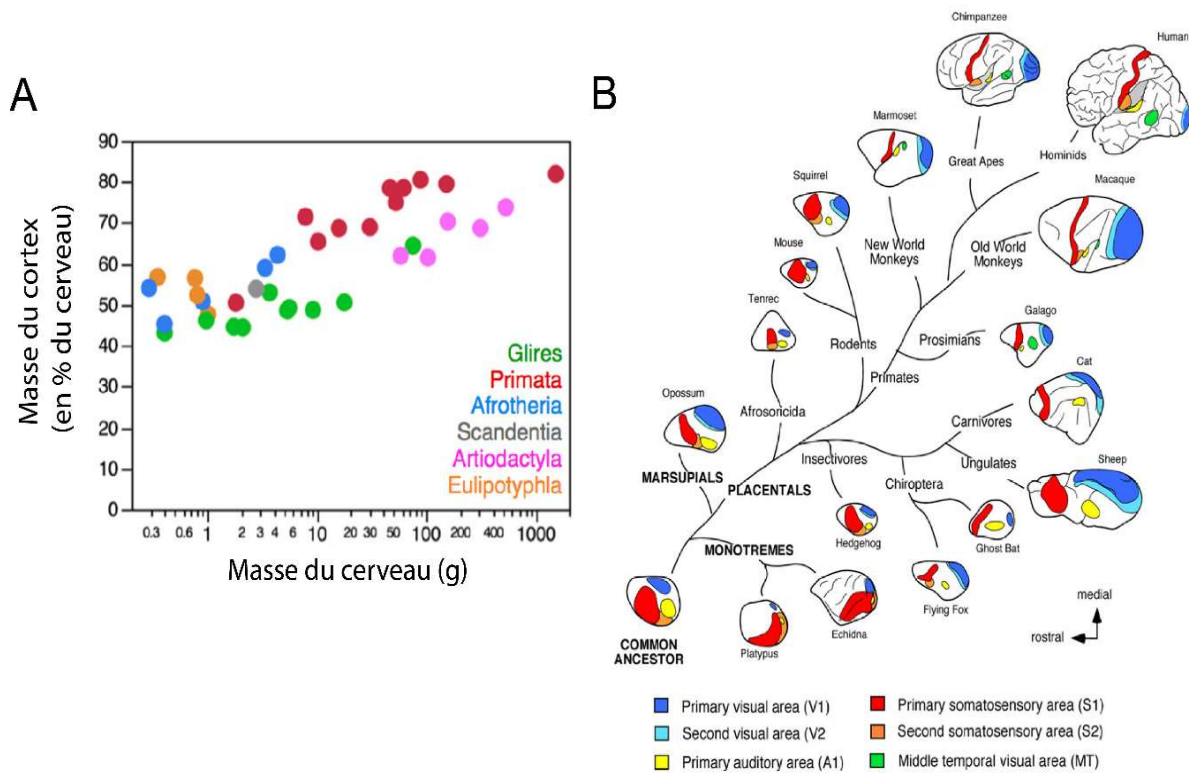 A
Masse du cortex
(en % du cerveau)
90
80
70
60
50
40
30
20
10
0
Glires
Primata
Afrotheria
Scandentia
Artiodactyla
Eulipotyphla
0.3 0.6 1 2 3 4 6 10 20 30 50 100 200 400 1000
Masse du cerveau (g)
B
Chimpanzee
Human
Marmoset
Great Apes
Hominids
Squirrel
Macaque
Mouse
New World
Monkeys
Old World
Monkeys
Tenrec
Rodents
Prosimians
Galago
Primates
Cat
Opossum
Afrosoricida
Carnivores
Insectivores
Ungulates
Sheep
MARSUPIALS
PLACENTALS
Chiroptera
Hedgehog
Ghost Bat
MONOTREMES
Flying Fox
Echidna
Platypus
COMMON
ANCESTOR
medial
rostral
Primary visual area (V1)
Second visual area (V2
Primary auditory area (A1)
Primary somatosensory area (S1)
Second somatosensory area (S2)
Middle temporal visual area (MT)